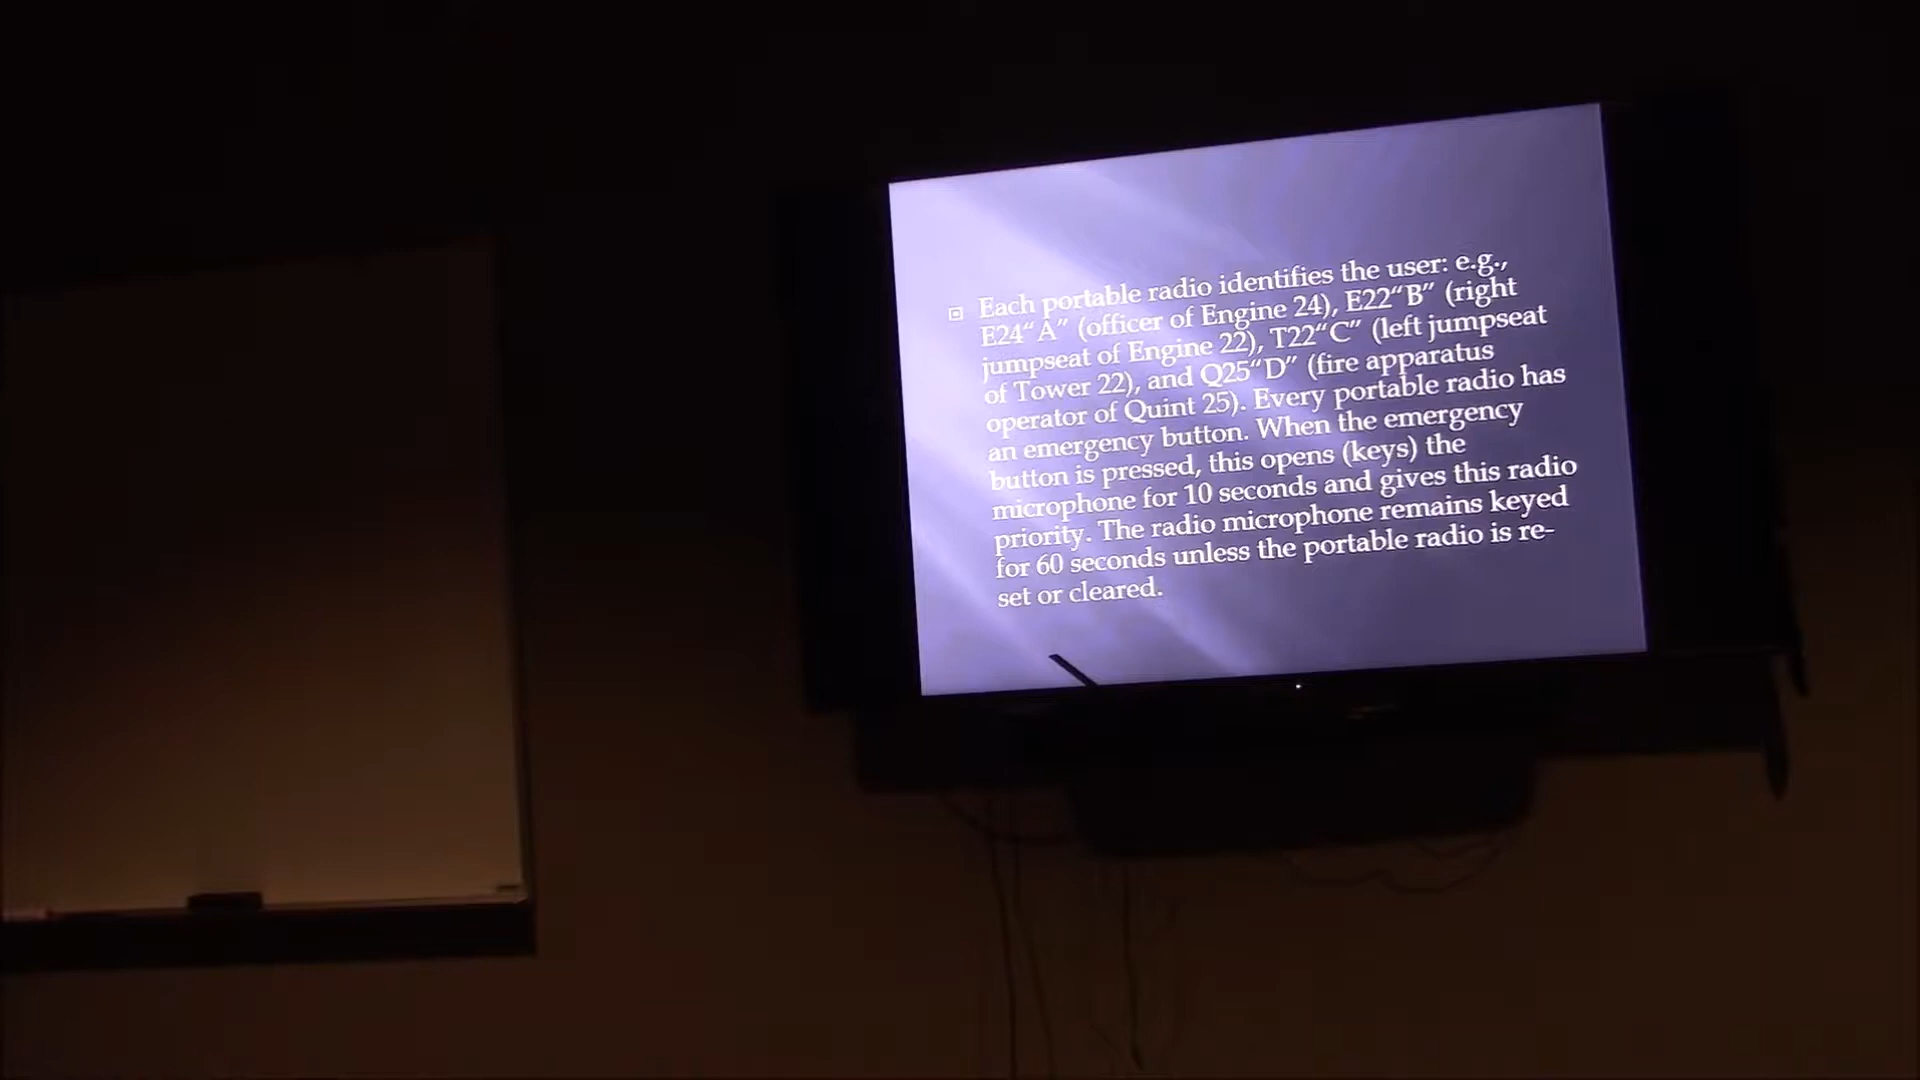 Each portable radio identifies the user: e.g.,
E24“A” (officer of Engine 24), E22“B” (right
jumpseat of Engine 22), T22“C” (left jumpseat
of Tower 22), and Q25“D” (fire apparatus
operator of Quint 25). Every portable radio has
an emergency button. When the emergency
button is pressed, this opens (keys) the
microphone for 10 seconds and gives this radio
priority. The radio microphone remains keyed
for 60 seconds unless the portable radio is re-
set or cleared.